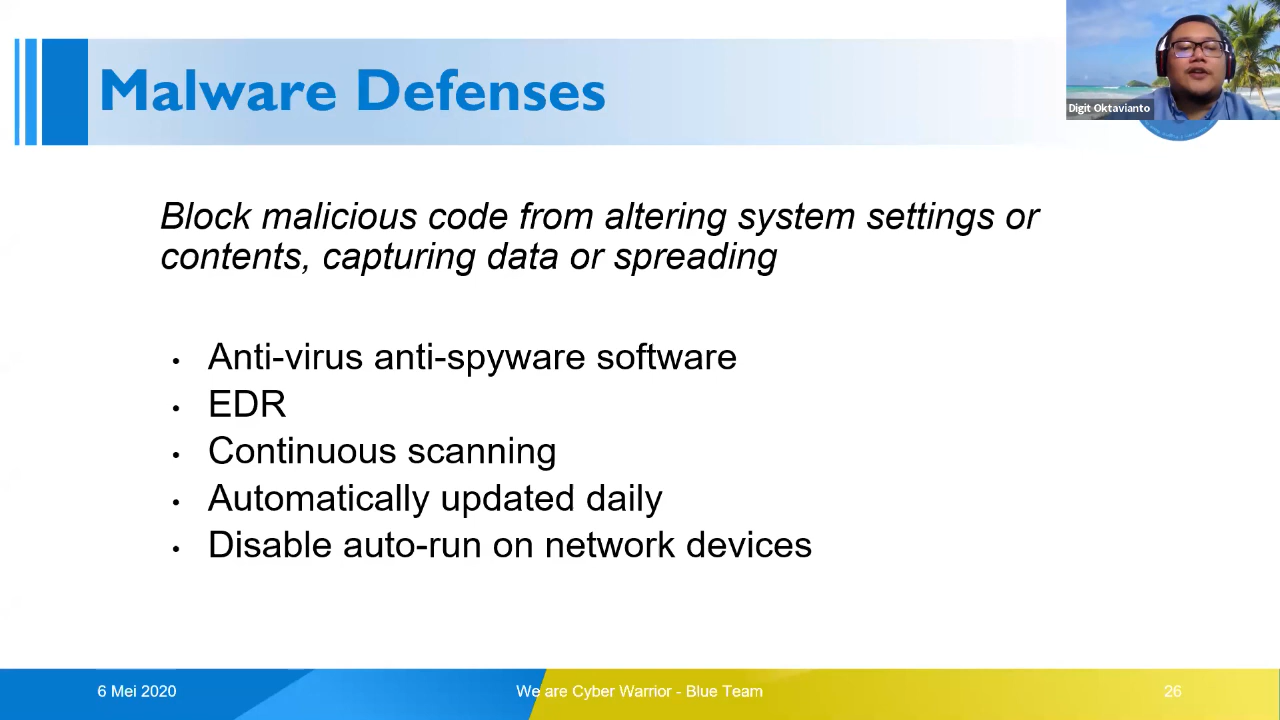 Malware Defenses
Digit Oktavianto
Block malicious code from altering system settings or
contents, capturing data or spreading
• Anti-virus anti-spyware software
• EDR
• Continuous scanning
• Automatically updated daily
• Disable auto-run on network devices
6 Mei 2020
We are Cyber Warrior - Blue Team
26